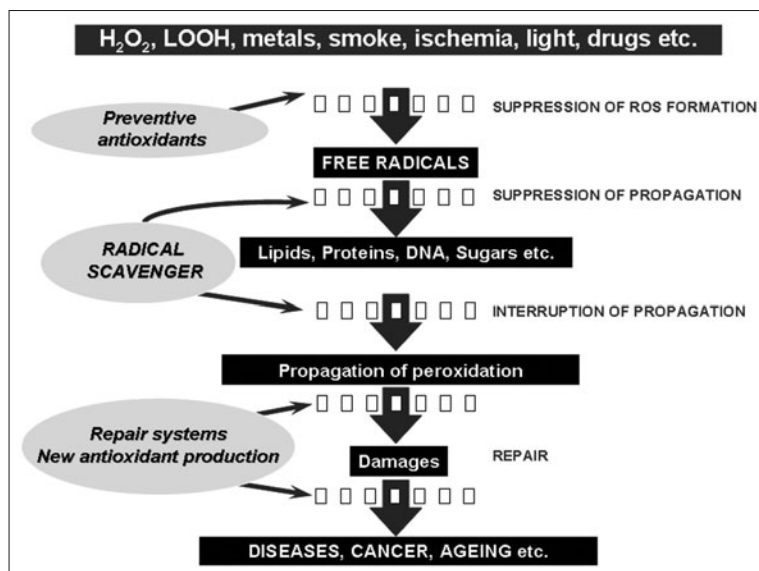 H₂O₂, LOOH, metals, smoke, ischemia, light, drugs etc.
Preventive
antioxidants
SUPPRESSION OF ROS FORMATION
FREE RADICALS
SUPPRESSION OF PROPAGATION
RADICAL
SCAVENGER
Lipids, Proteins, DNA, Sugars etc.
INTERRUPTION OF PROPAGATION
Propagation of peroxidation
Repair systems
New antioxidant production
Damages
REPAIR
DISEASES, CANCER, AGEING etc.